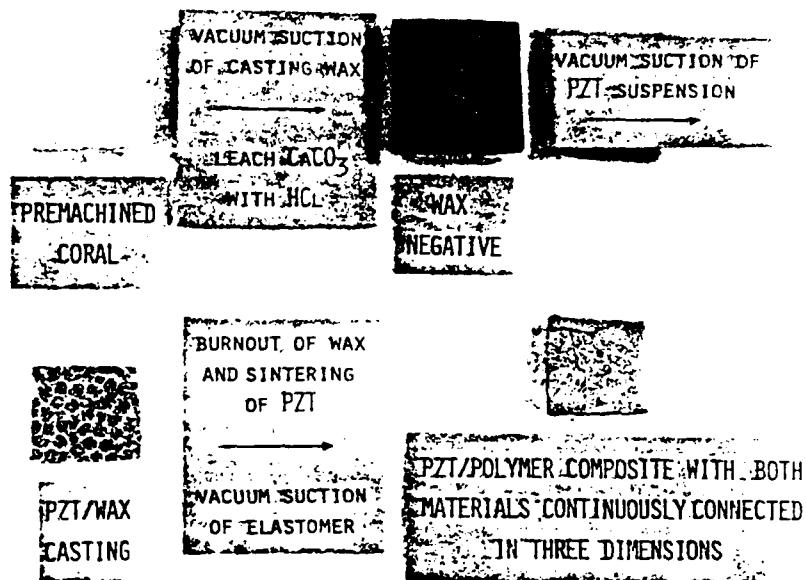 VACUUM SUCTION
OF CASTING WAX
LEACH CaCO3
WITH HCL
VACUUM SUCTION OF
PZT SUSPENSION
PREMACHINED
CORAL
WAX
NEGATIVE
BURNOUT OF WAX
AND SINTERING
OF PZT
VACUUM SUCTION
OF ELASTOMER
PZT/WAX
CASTING
PZT/POLYMER COMPOSITE WITH BOTH
MATERIALS CONTINUOUSLY CONNECTED
IN THREE DIMENSIONS